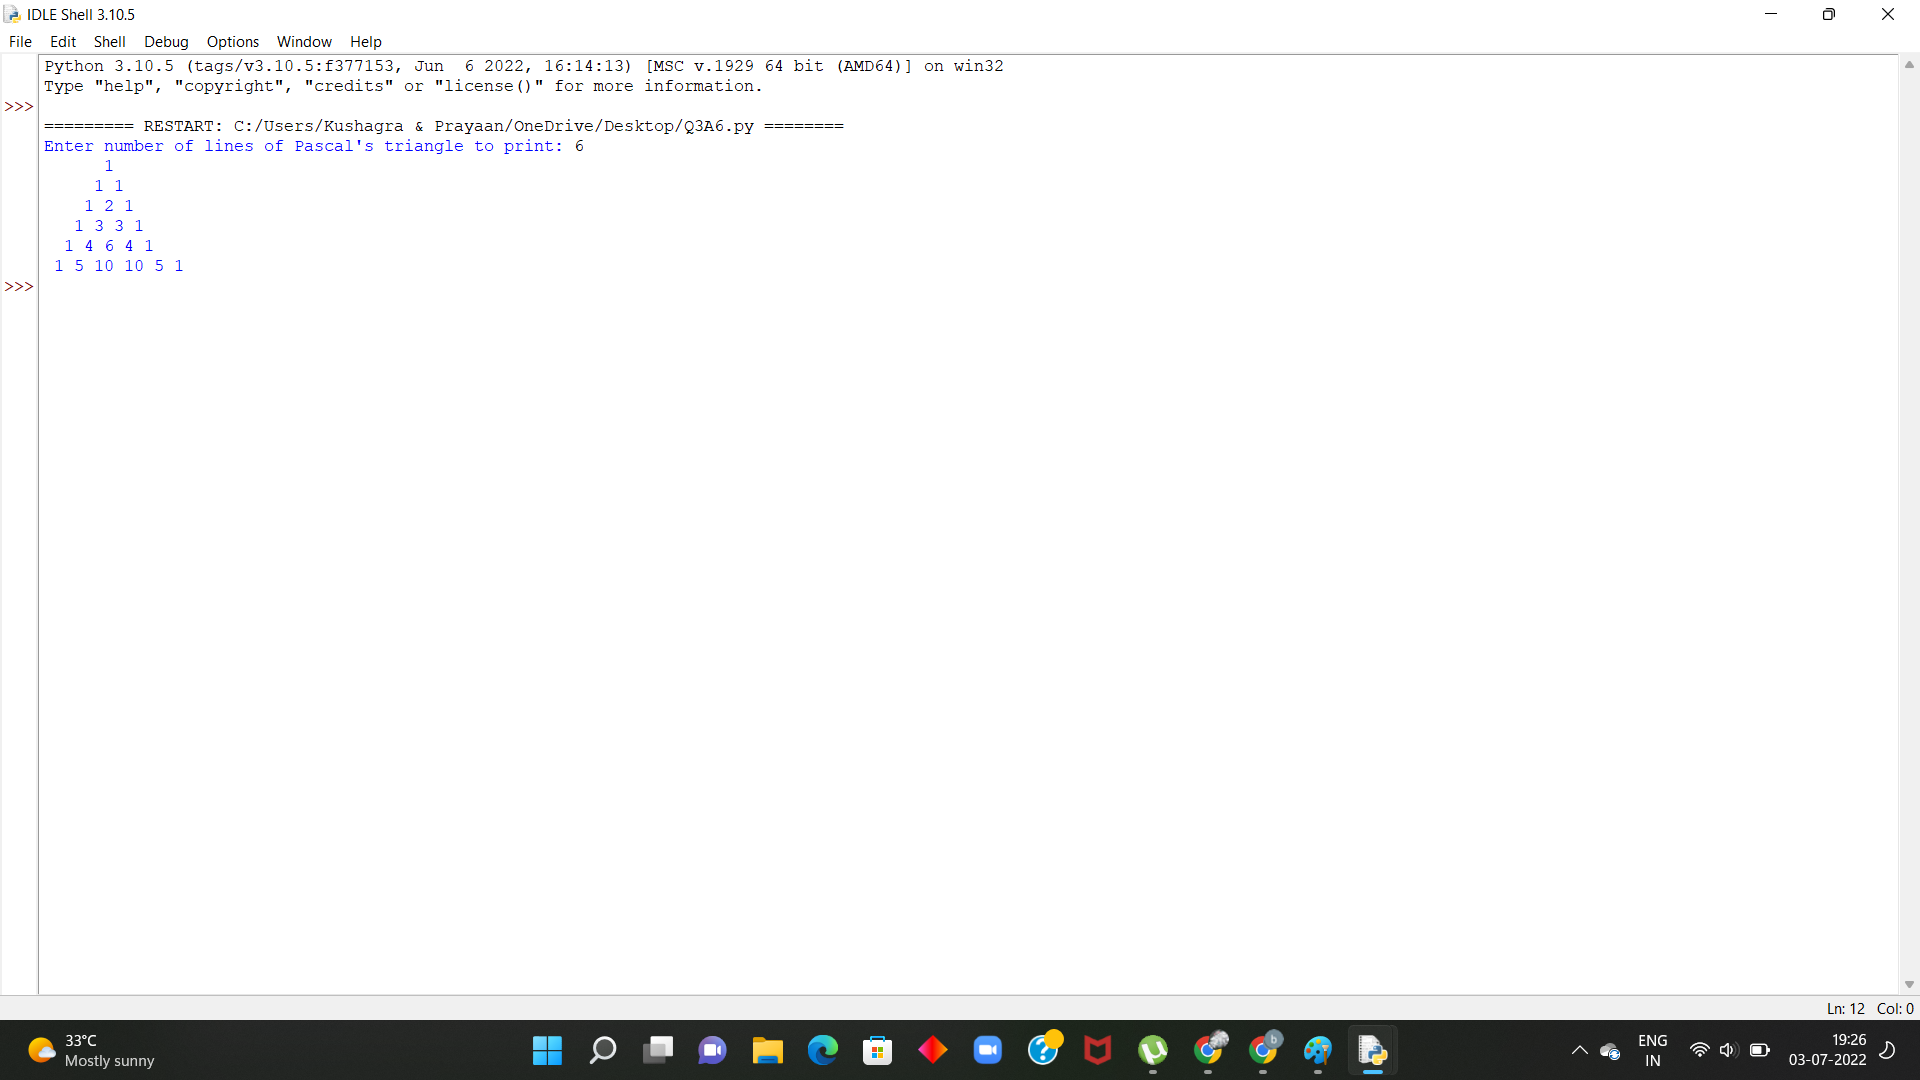 IDLE Shell 3.10.5
File Edit Shell Debug Options Window Help
Python 3.10.5 (tags/v3.10.5:f377153, Jun  6 2022, 16:14:13) [MSC v.1929 64 bit (AMD64)] on win32
Type "help", "copyright", "credits" or "license()" for more information.
>>>
========= RESTART: C:/Users/Kushagra & Prayaan/OneDrive/Desktop/Q3A6.py ========
Enter number of lines of Pascal's triangle to print: 6
1
1 1
1 2 1
1 3 3 1
1 4 6 4 1
1 5 10 10 5 1
>>>
Ln: 12 Col: 0
33°C
Mostly sunny
b
ENG
IN
19:26
03-07-2022